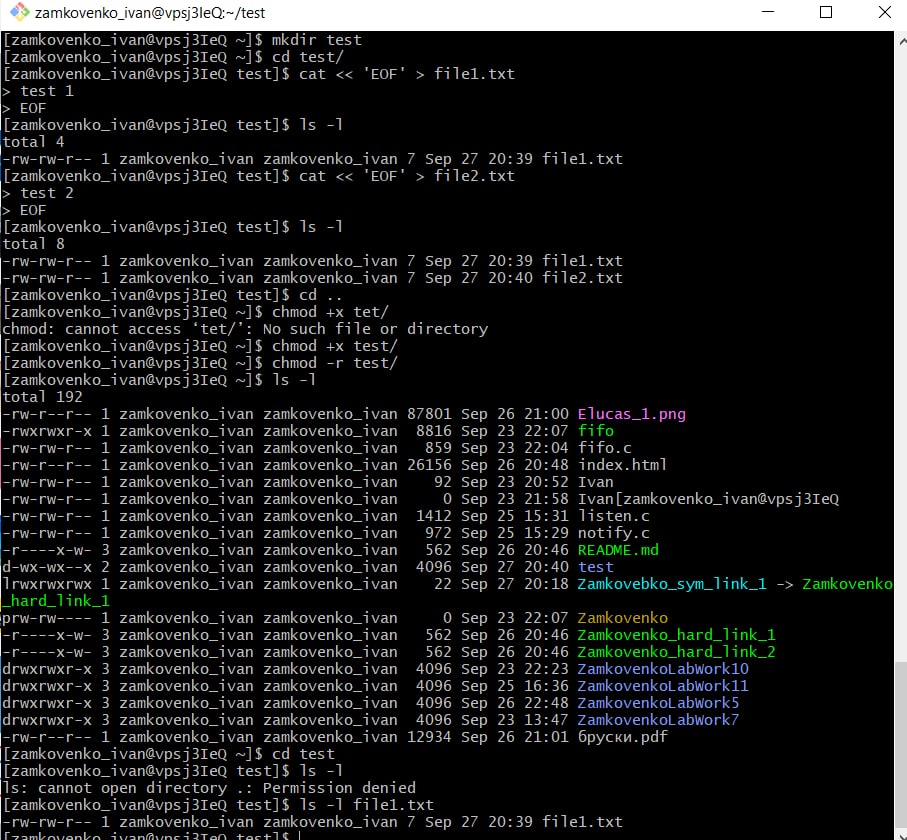 zamkovenko_ivan@vpsj3IeQ:~/test
[zamkovenko_ivan@vpsj3IeQ ~]$ mkdir test
[zamkovenko_ivan@vpsj3IeQ ~]$ cd test/
[zamkovenko_ivan@vpsj3IeQ test]$ cat << 'EOF' > file1.txt
> test 1
> EOF
[zamkovenko_ivan@vpsj3IeQ test]$ ls -l
total 4
-rw-rw-r-- 1 zamkovenko_ivan zamkovenko_ivan 7 Sep 27 20:39 file1.txt
[zamkovenko_ivan@vpsj3IeQ test]$ cat << 'EOF' > file2.txt
> test 2
> EOF
[zamkovenko_ivan@vpsj3IeQ test]$ ls -l
total 8
-rw-rw-r-- 1 zamkovenko_ivan zamkovenko_ivan 7 Sep 27 20:39 file1.txt
-rw-rw-r-- 1 zamkovenko_ivan zamkovenko_ivan 7 Sep 27 20:40 file2.txt
[zamkovenko_ivan@vpsj3IeQ test]$ cd ..
[zamkovenko_ivan@vpsj3IeQ ~]$ chmod +x tet/
chmod: cannot access ‘tet/’: No such file or directory
[zamkovenko_ivan@vpsj3IeQ ~]$ chmod +x test/
[zamkovenko_ivan@vpsj3IeQ ~]$ chmod -r test/
[zamkovenko_ivan@vpsj3IeQ ~]$ ls -l
total 192
-rw-r--r-- 1 zamkovenko_ivan zamkovenko_ivan 87801 Sep 26 21:00 Elucas_1.png
-rwxrwxr-x 1 zamkovenko_ivan zamkovenko_ivan  8816 Sep 23 22:07 fifo
-rw-rw-r-- 1 zamkovenko_ivan zamkovenko_ivan   859 Sep 23 22:04 fifo.c
-rw-r--r-- 1 zamkovenko_ivan zamkovenko_ivan 26156 Sep 26 20:48 index.html
-rw-rw-r-- 1 zamkovenko_ivan zamkovenko_ivan    92 Sep 23 20:52 Ivan
-rw-rw-r-- 1 zamkovenko_ivan zamkovenko_ivan     0 Sep 23 21:58 Ivan[zamkovenko_ivan@vpsj3IeQ
-rw-rw-r-- 1 zamkovenko_ivan zamkovenko_ivan  1412 Sep 25 15:31 listen.c
-rw-rw-r-- 1 zamkovenko_ivan zamkovenko_ivan   972 Sep 25 15:29 notify.c
-r----x-w- 3 zamkovenko_ivan zamkovenko_ivan   562 Sep 26 20:46 README.md
d-wx-wx--x 2 zamkovenko_ivan zamkovenko_ivan  4096 Sep 27 20:40 test
lrwxrwxrwx 1 zamkovenko_ivan zamkovenko_ivan    22 Sep 27 20:18 Zamkovebko_sym_link_1 -> Zamkovenko
_hard_link_1
prw-rw---- 1 zamkovenko_ivan zamkovenko_ivan     0 Sep 23 22:07 Zamkovenko
-r----x-w- 3 zamkovenko_ivan zamkovenko_ivan   562 Sep 26 20:46 Zamkovenko_hard_link_1
-r----x-w- 3 zamkovenko_ivan zamkovenko_ivan   562 Sep 26 20:46 Zamkovenko_hard_link_2
drwxrwxr-x 3 zamkovenko_ivan zamkovenko_ivan  4096 Sep 23 22:23 ZamkovenkoLabWork10
drwxrwxr-x 3 zamkovenko_ivan zamkovenko_ivan  4096 Sep 25 16:36 ZamkovenkoLabWork11
drwxrwxr-x 3 zamkovenko_ivan zamkovenko_ivan  4096 Sep 26 22:48 ZamkovenkoLabWork5
drwxrwxr-x 3 zamkovenko_ivan zamkovenko_ivan  4096 Sep 23 13:47 ZamkovenkoLabWork7
-rw-r--r-- 1 zamkovenko_ivan zamkovenko_ivan 12934 Sep 26 21:01 бруски.pdf
[zamkovenko_ivan@vpsj3IeQ ~]$ cd test
[zamkovenko_ivan@vpsj3IeQ test]$ ls -l
ls: cannot open directory .: Permission denied
[zamkovenko_ivan@vpsj3IeQ test]$ ls -l file1.txt
-rw-rw-r-- 1 zamkovenko_ivan zamkovenko_ivan 7 Sep 27 20:39 file1.txt
[zamkovenko_ivan@vpsj3IeQ test]$